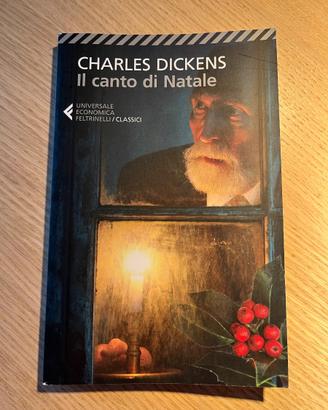 CHARLES DICKENS
Il canto di Natale
UNIVERSALE
ECONOMICA
FELTRINELLI/CLASSICI